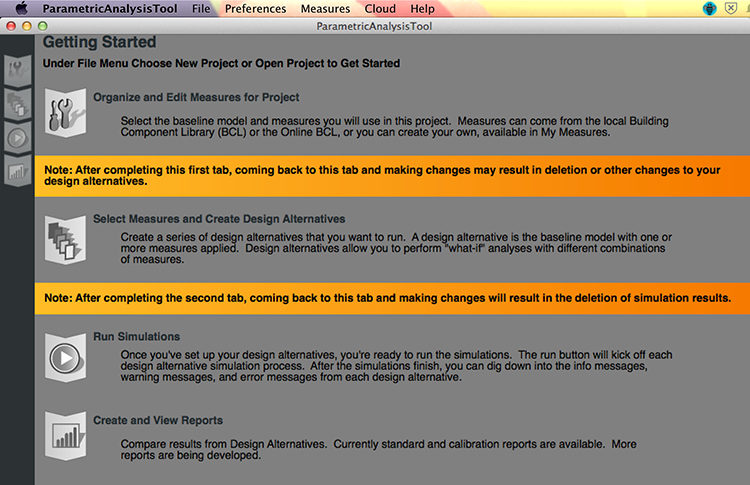 ParametricAnalysisTool File Preferences Measures Cloud Help
ParametricAnalysisTool
Getting Started
Under File Menu Choose New Project or Open Project to Get Started
Organize and Edit Measures for Project
Select the baseline model and measures you will use in this project. Measures can come from the local Building
Component Library (BCL) or the Online BCL, or you can create your own, available in My Measures.
Note: After completing this first tab, coming back to this tab and making changes may result in deletion or other changes to your
design alternatives.
Select Measures and Create Design Alternatives
Create a series of design alternatives that you want to run. A design alternative is the baseline model with one or
more measures applied. Design alternatives allow you to perform "what-if" analyses with different combinations
of measures.
Note: After completing the second tab, coming back to this tab and making changes will result in the deletion of simulation results.
Run Simulations
Once you've set up your design alternatives, you're ready to run the simulations. The run button will kick off each
design alternative simulation process. After the simulations finish, you can dig down into the info messages,
warning messages, and error messages from each design alternative.
Create and View Reports
Compare results from Design Alternatives. Currently standard and calibration reports are available. More
reports are being developed.